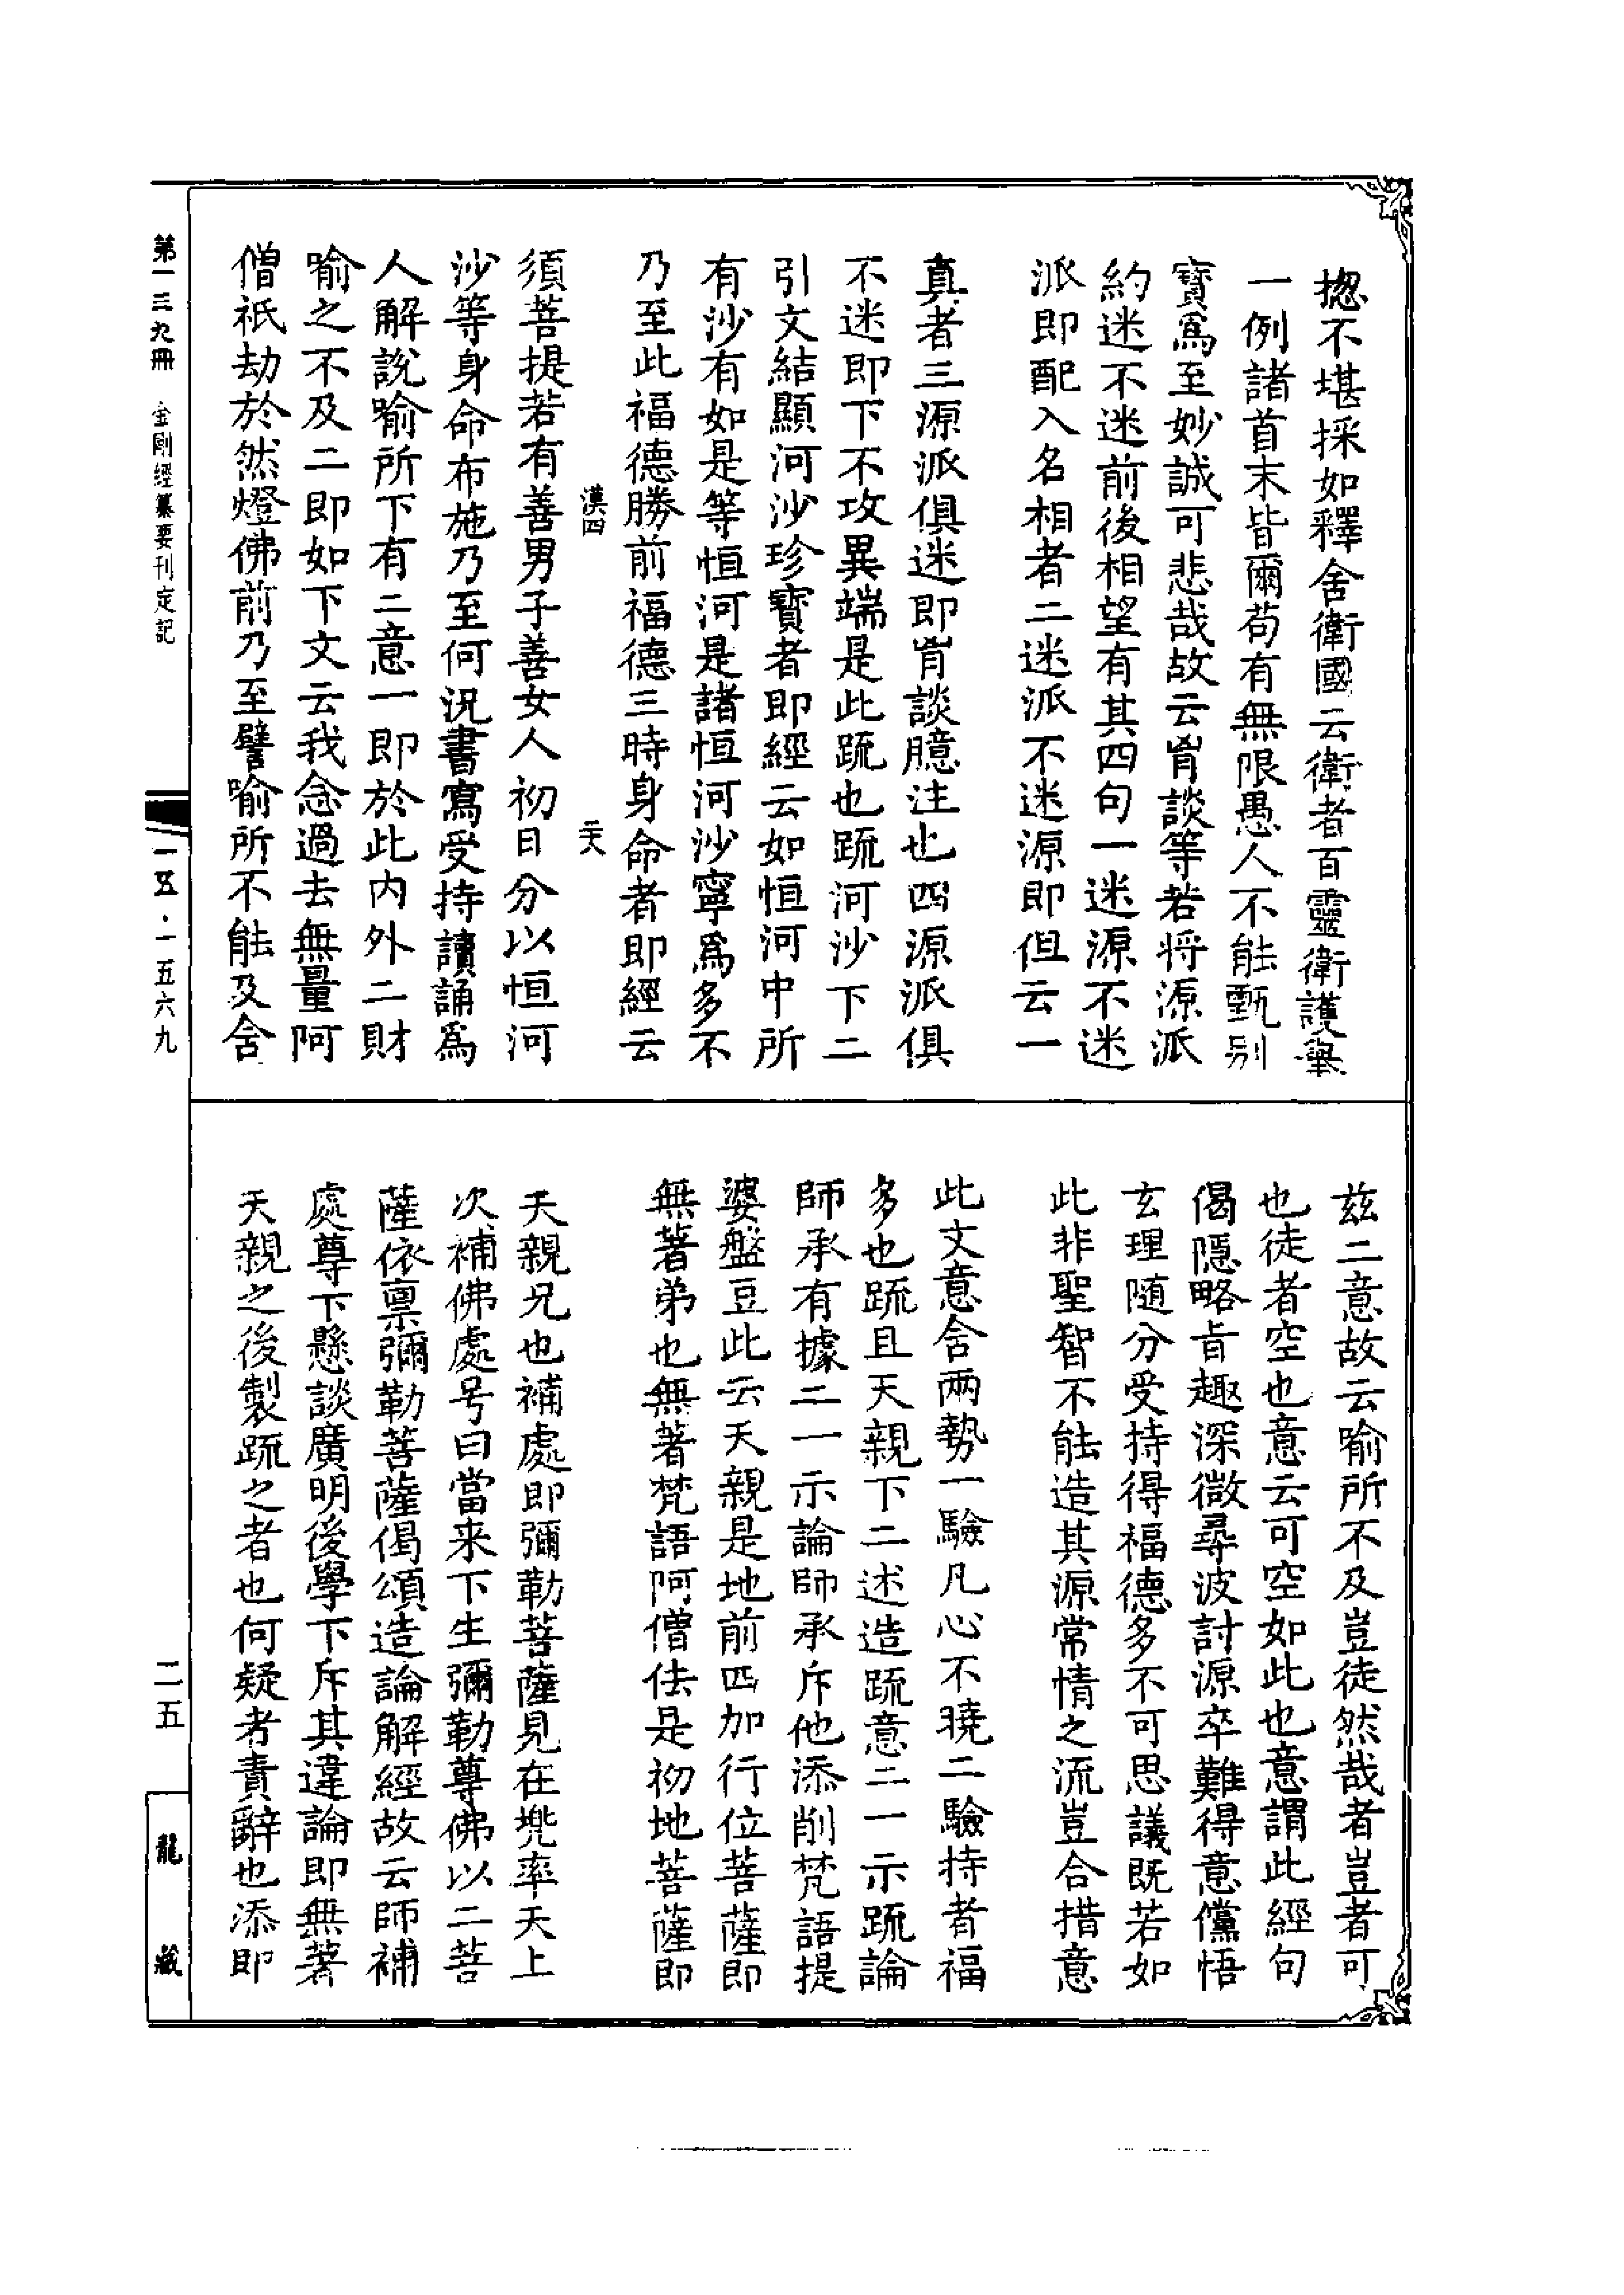 揔不堪採如釋舍衛國云衛者百靈衛護舉
一例諸首末皆爾苟有無限愚人不能甄別
寶爲至妙誠可悲哉故云胷談等若将源派
約迷不迷前後相望有其四句一迷源不迷
派即配入名相者二迷派不迷源即但云一
真者三源派俱迷即胷談臆注也四源派俱
不迷即下不攻異端是此䟽也䟽河沙下二
引文結顯河沙珍寶者即經云如恒河中所
有沙有如是等恒河是諸恒河沙寧爲多不
乃至此福德勝前福德三時身命者即經云
漢四 二天
須菩提若有善男子善女人初日分以恒河
沙等身命布施乃至何況書寫受持讀誦爲
人解說喻所下有二意一即於此内外二財
喻之不及二即如下文云我念過去無量阿
僧祇劫於然燈佛前乃至譬喻所不能及舍
茲二意故云喻所不及豈徒然哉者豈者可
也徒者空也意云可空如此也意謂此經句
偈隱略旨趣深微尋波討源卒難得意儻悟
玄理随分受持得福德多不可思議既若如
此非聖智不能造其源常情之流豈合措意
此文意含兩勢一驗凡心不曉二驗持者福
多也䟽且天親下二述造䟽意二一示䟽論
師承有據二一示論師承斥他添削梵語提
婆盤豆此云天親是地前四加行位菩薩即
無著弟也無著梵語阿僧佉是初地菩薩即
天親兄也補處即彌勒菩薩見在兠率天上
次補佛處号曰當来下生彌勒尊佛以二菩
薩依禀彌勒菩薩偈頌造論解經故云師補
處尊下懸談廣明後學下斥其違論即無著
天親之後製䟽之者也何疑者責辭也添即
第一三九冊 金剛經纂要刊定記
一五·一五六九
二五
龍藏